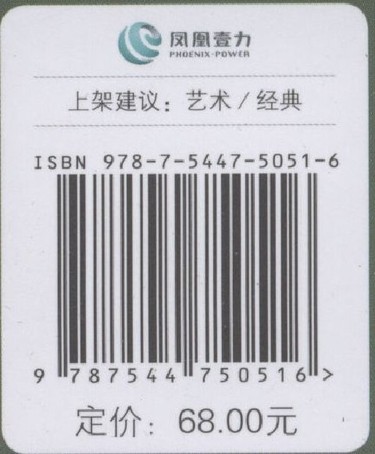 凤凰壹力
PHOENIX-POWER
上架建议：艺术 / 经典
ISBN 978-7-5447-5051-6
9 787544 750516 >
定价：68.00元